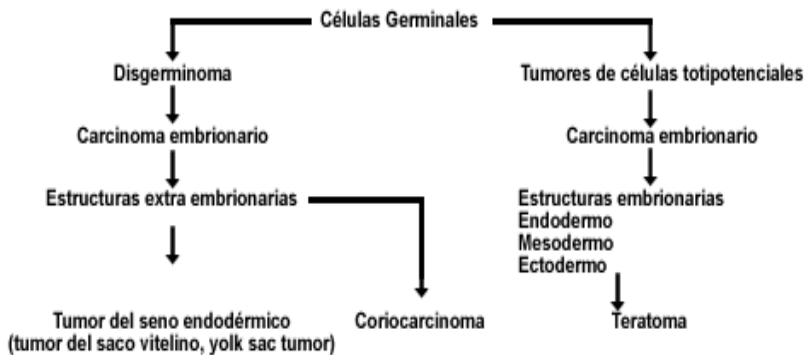 Células Germinales
Disgerminoma
Tumores de células totipotenciales
Carcinoma embrionario
Carcinoma embrionario
Estructuras extra embrionarias
Estructuras embrionarias
Endodermo
Mesodermo
Ectodermo
Tumor del seno endodérmico
(tumor del saco vitelino, yolk sac tumor)
Coriocarcinoma
Teratoma